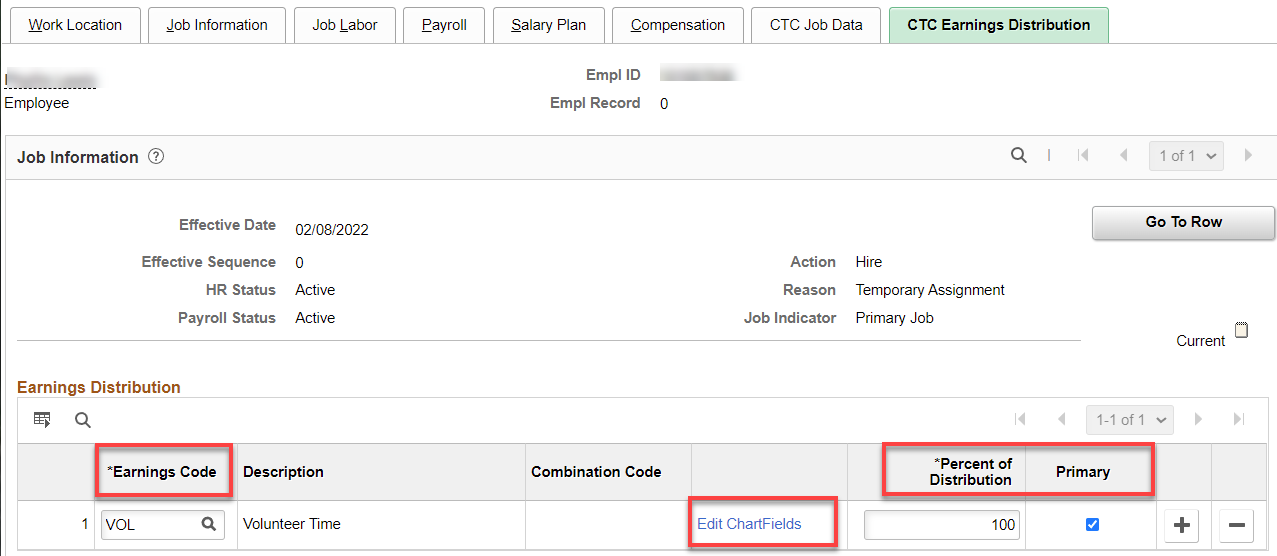 Work Location Job Information Job Labor Payroll Salary Plan Compensation CTC Job Data CTC Earnings Distribution
Empl ID
Employee Empl Record 0
Job Information ? 1 of 1
Go To Row
Effective Date 02/08/2022
Effective Sequence 0 Action Hire
HR Status Active Reason Temporary Assignment
Payroll Status Active Job Indicator Primary Job
Current
Earnings Distribution
1-1 of 1
*Earnings Code Description Combination Code *Percent of Distribution Primary
1 VOL Volunteer Time Edit ChartFields 100